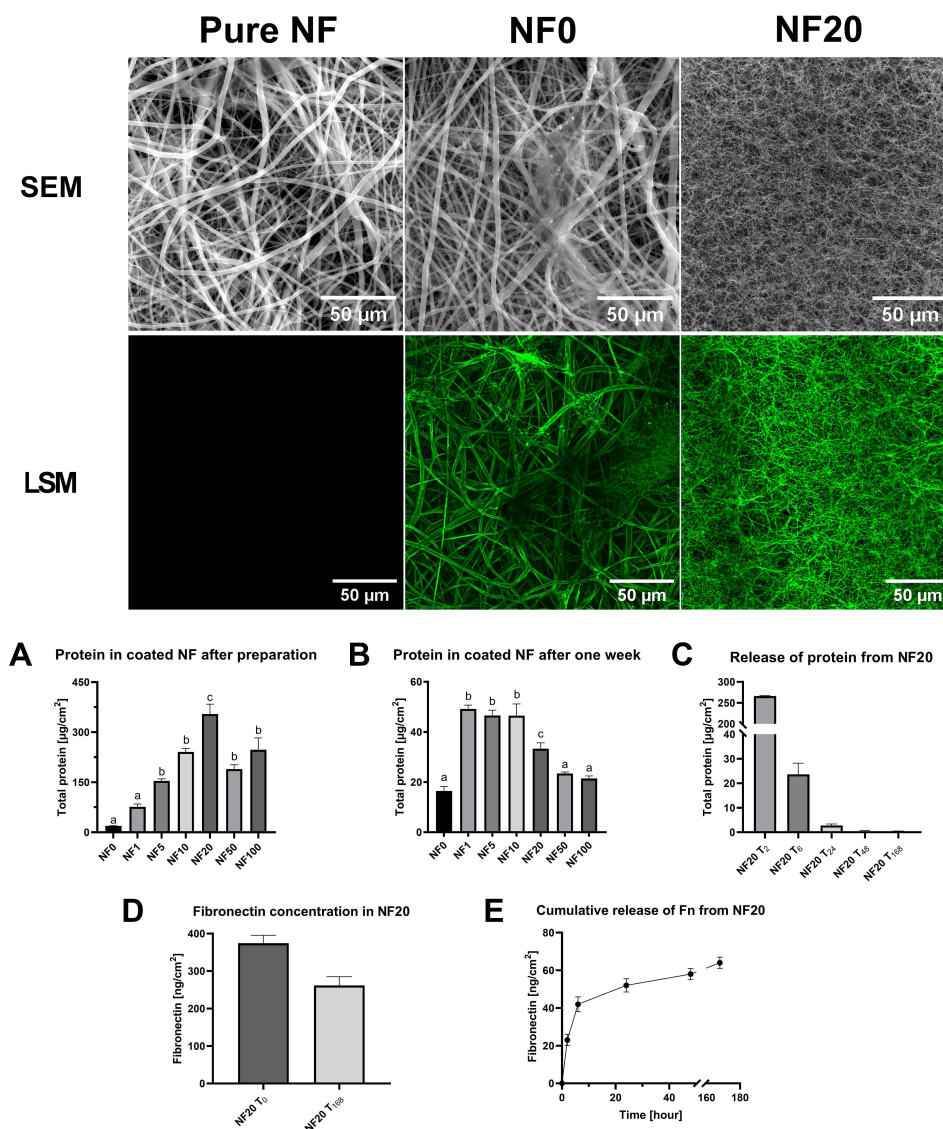 Pure NF NF0 NF20
SEM
50 µm 50 µm 50 µm
LSM
50 µm 50 µm 50 µm
A Protein in coated NF after preparation
Total protein [µg/cm²]
450
300
150
0
a a b b c b b
NF0 NF1 NF5 NF10 NF20 NF50 NF100
B Protein in coated NF after one week
Total protein [µg/cm²]
60
40
20
0
a b b b c a a
NF0 NF1 NF5 NF10 NF20 NF50 NF100
C Release of protein from NF20
Total protein [µg/cm²]
300
250
200
40
30
20
10
0
NF20 T₂ NF20 T₆ NF20 T₂₄ NF20 T₄₈ NF20 T₁₆₈
D Fibronectin concentration in NF20
Fibronectin [ng/cm²]
400
300
200
100
0
NF20 T₀ NF20 T₁₆₈
E Cumulative release of Fn from NF20
Fibronectin [ng/cm²]
80
60
40
20
0
0 20 40 160 180
Time [hour]